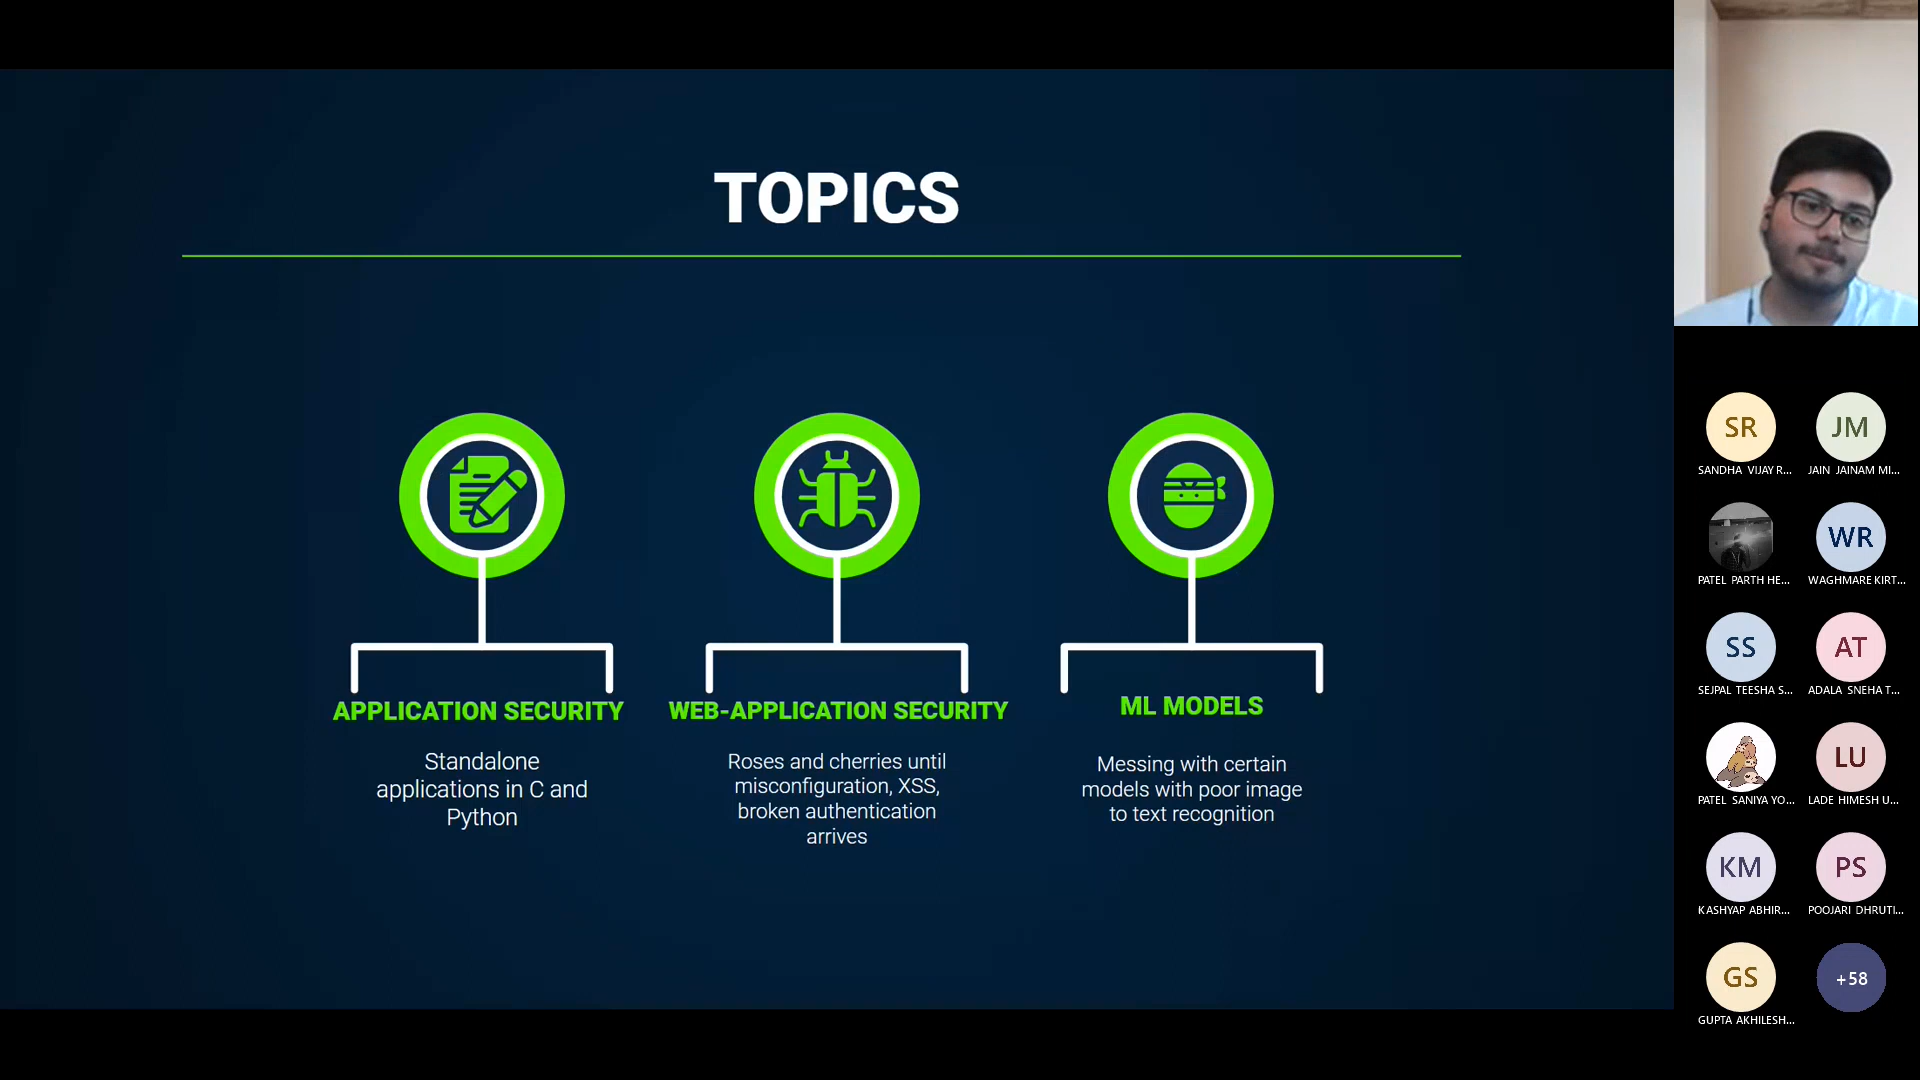 TOPICS
APPLICATION SECURITY
Standalone
applications in C and
Python
WEB-APPLICATION SECURITY
Roses and cherries until
misconfiguration, XSS,
broken authentication
arrives
ML MODELS
Messing with certain
models with poor image
to text recognition
SR
SANDHA VIJAY R...
JM
JAIN JAINAM MI...
PATEL PARTH HE...
WR
WAGHMARE KIRT...
SS
SEJPAL TEESHA S...
AT
ADALA SNEHA T...
PATEL SANIYA YO...
LU
LADE HIMESH U...
KM
KASHYAP ABHIR...
PS
POOJARI DHRUTI...
GS
GUPTA AKHILESH...
+58